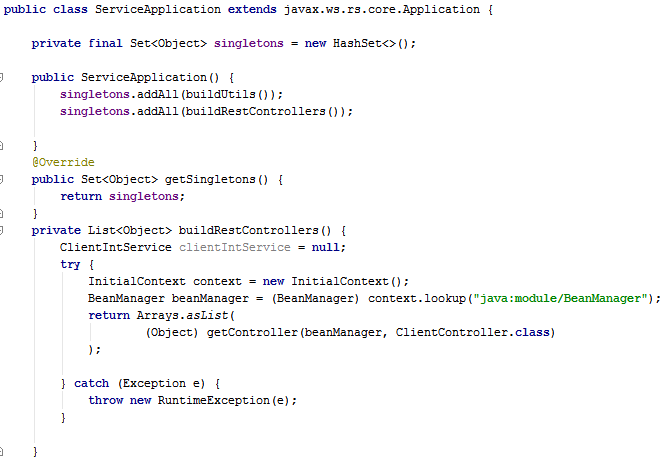 public class ServiceApplication extends javax.ws.rs.core.Application {
private final Set<Object> singletons = new HashSet<>();
public ServiceApplication() {
singletons.addAll(buildUtils());
singletons.addAll(buildRestControllers());
}
@Override
public Set<Object> getSingletons() {
return singletons;
}
private List<Object> buildRestControllers() {
ClientIntService clientIntService = null;
try {
InitialContext context = new InitialContext();
BeanManager beanManager = (BeanManager) context.lookup("java:module/BeanManager");
return Arrays.asList(
(Object) getController(beanManager, ClientController.class)
);
} catch (Exception e) {
throw new RuntimeException(e);
}
}